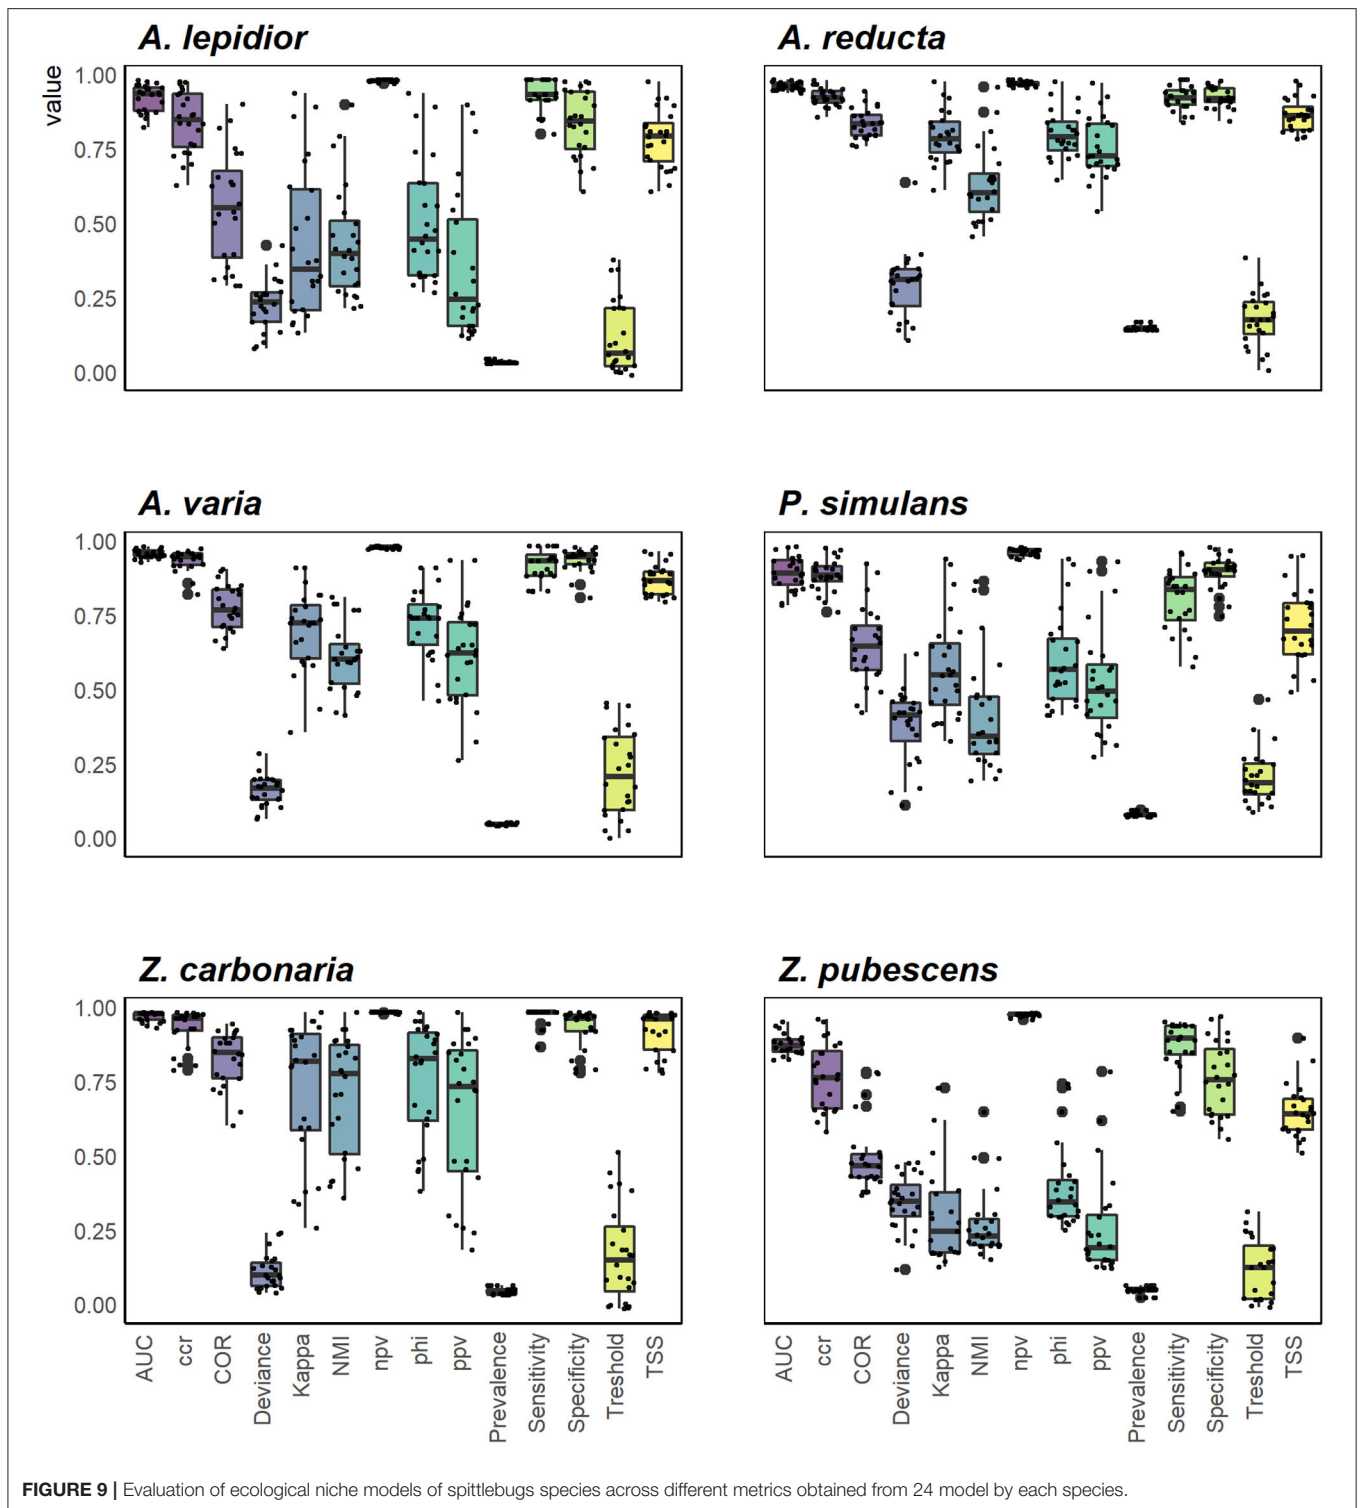 A. lepidior
A. reducta
value
1.00
0.75
0.50
0.25
0.00
A. varia
P. simulans
1.00
0.75
0.50
0.25
0.00
Z. carbonaria
Z. pubescens
1.00
0.75
0.50
0.25
0.00
AUC
ccr
COR
Deviance
Kappa
NMI
npv
phi
ppv
Prevalence
Sensitivity
Specificity
Treshold
TSS
AUC
ccr
COR
Deviance
Kappa
NMI
npv
phi
ppv
Prevalence
Sensitivity
Specificity
Treshold
TSS
FIGURE 9 | Evaluation of ecological niche models of spittlebugs species across different metrics obtained from 24 model by each species.